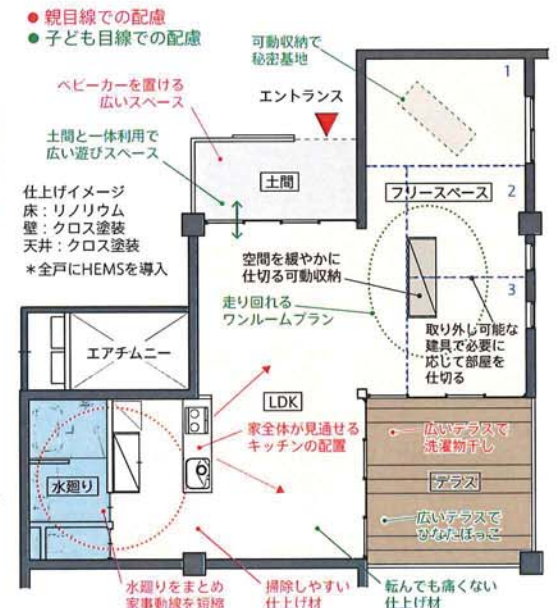 ● 親目線での配慮
● 子ども目線での配慮
可動収納で
秘密基地
1
ベビーカーを置ける
広いスペース
エントランス
土間と一体利用で
広い遊びスペース
土間
フリースペース
2
仕上げイメージ
床:リノリウム
壁:クロス塗装
天井:クロス塗装
*全戸にHEMSを導入
空間を緩やかに
仕切る可動収納
3
走り回れる
ワンルームプラン
取り外し可能な
建具で必要に
応じて部屋を
仕切る
エアチムニー
LDK
家全体が見通せる
キッチンの配置
広いテラスで
洗濯物干し
水廻り
テラス
広いテラスで
ひなたぼっこ
水廻りをまとめ
家事動線を短縮
掃除しやすい
仕上げ材
転んでも痛くない
仕上げ材